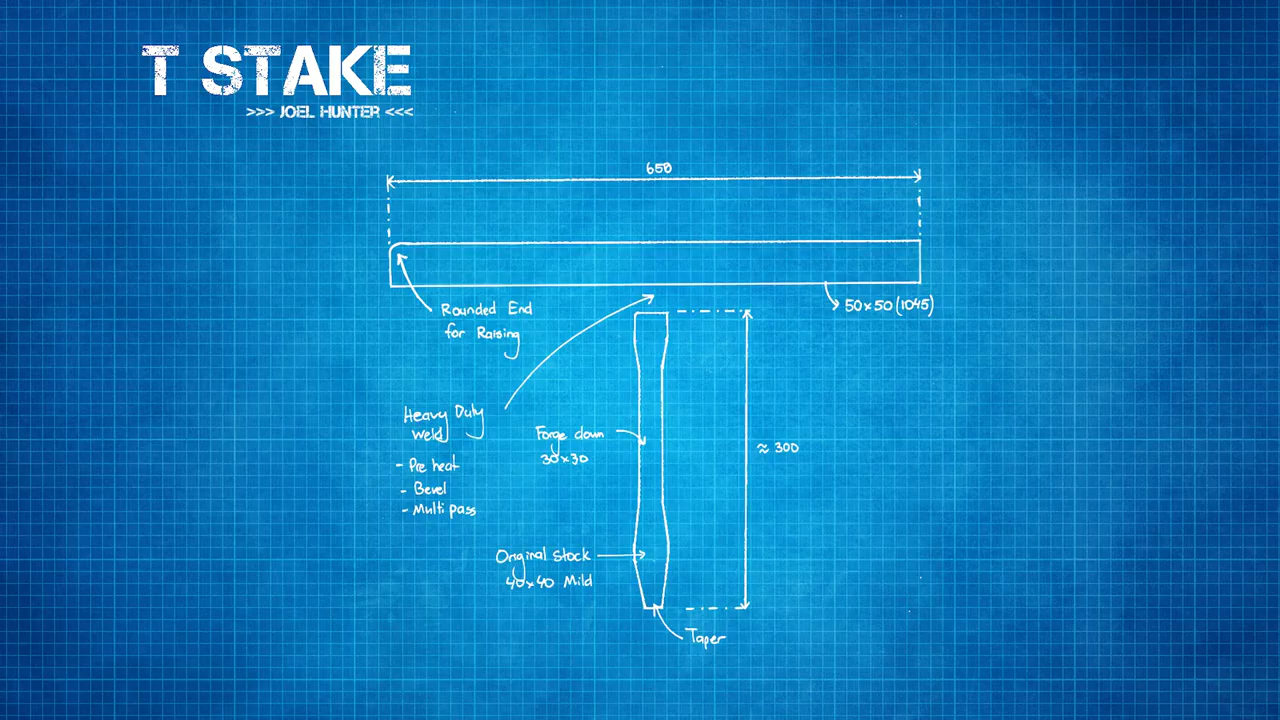 T STAKE
>>> JOEL HUNTER <<<
650
50x50 (1045)
Rounded End
for Raising
Heavy Duty
Weld
- Pre heat
- Bevel
- Multi pass
Forge down
30x30
≈ 300
Original Stock
40x40 Mild
Taper